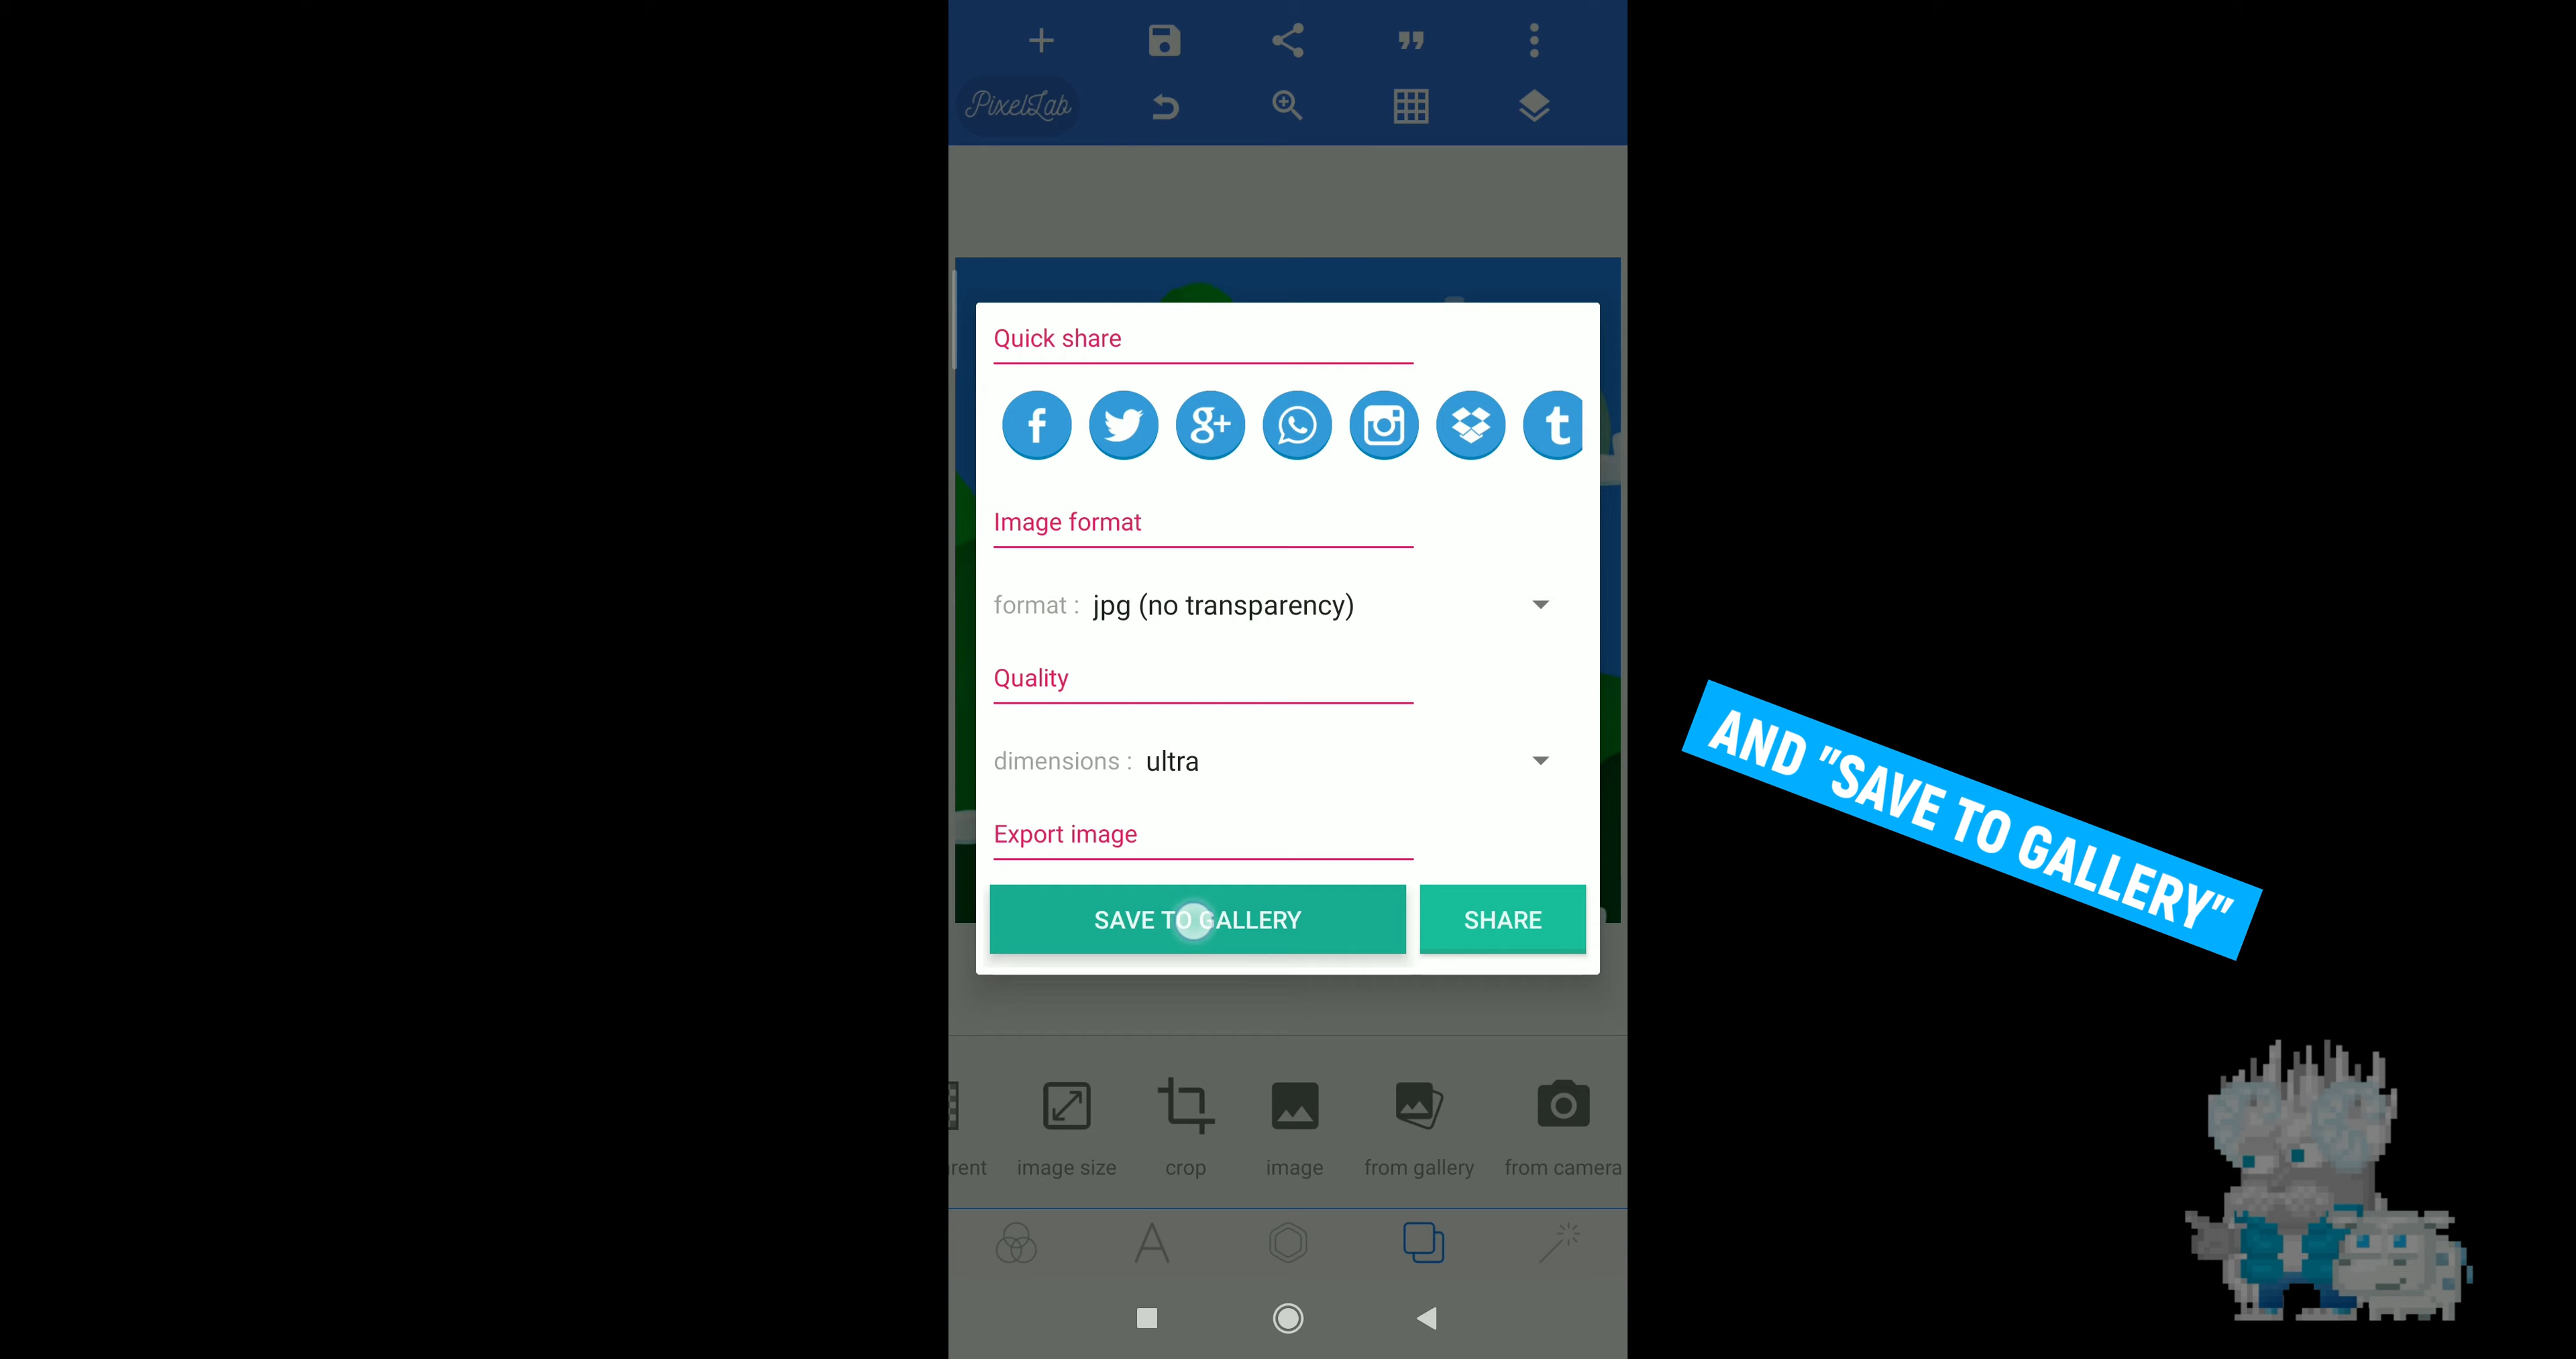 PixelLab
Quick share
Image format
format : jpg (no transparency)
Quality
dimensions : ultra
Export image
SAVE TO GALLERY
SHARE
AND "SAVE TO GALLERY"
rent
image size
crop
image
from gallery
from camera